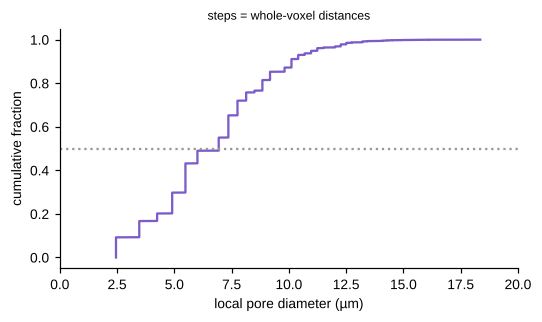 steps = whole-voxel distances
1.0
0.8
0.6
0.4
0.2
0.0
cumulative fraction
0.0 2.5 5.0 7.5 10.0 12.5 15.0 17.5 20.0
local pore diameter (µm)